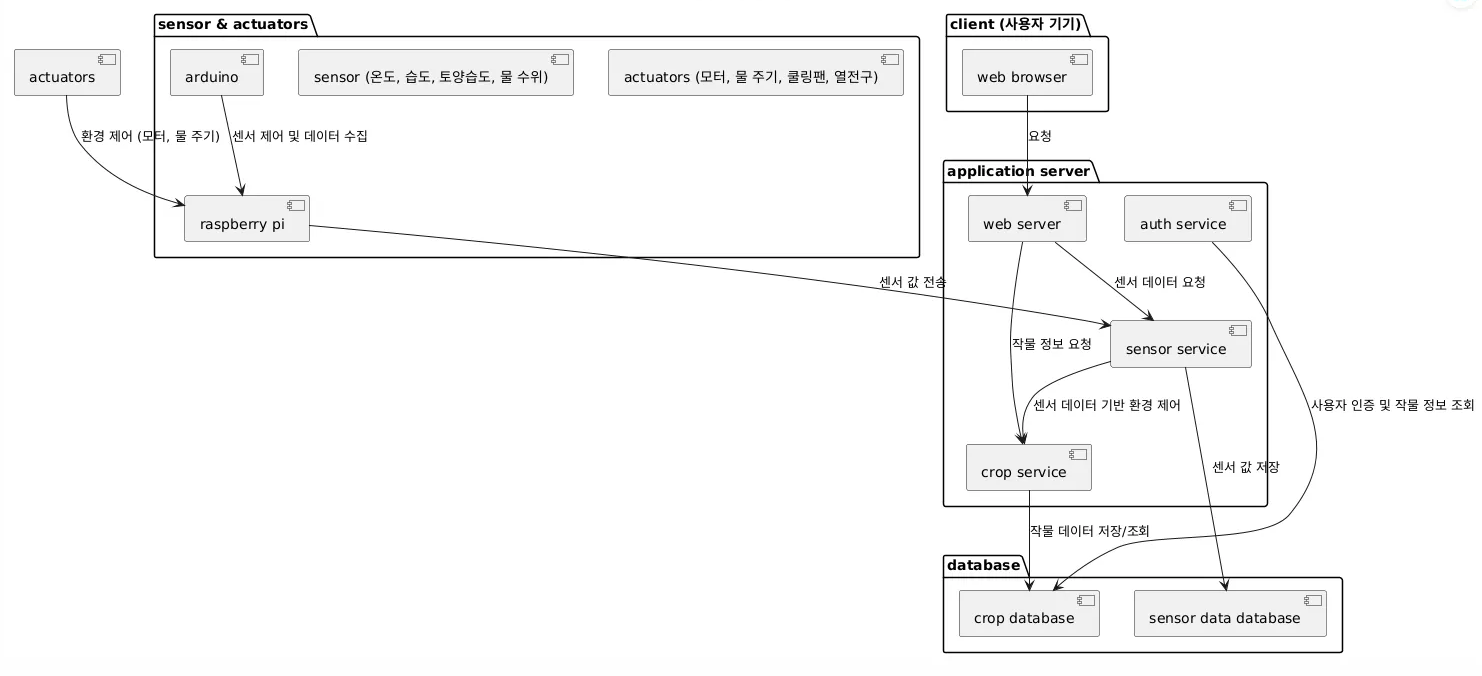 sensor & actuators
client (사용자 기기)
actuators
arduino
sensor (온도, 습도, 토양습도, 물 수위)
actuators (모터, 물 주기, 쿨링팬, 열전구)
web browser
환경 제어 (모터, 물 주기)
센서 제어 및 데이터 수집
요청
application server
raspberry pi
web server
auth service
센서 값 전송
센서 데이터 요청
작물 정보 요청
sensor service
센서 데이터 기반 환경 제어
사용자 인증 및 작물 정보 조회
crop service
센서 값 저장
작물 데이터 저장/조회
database
crop database
sensor data database